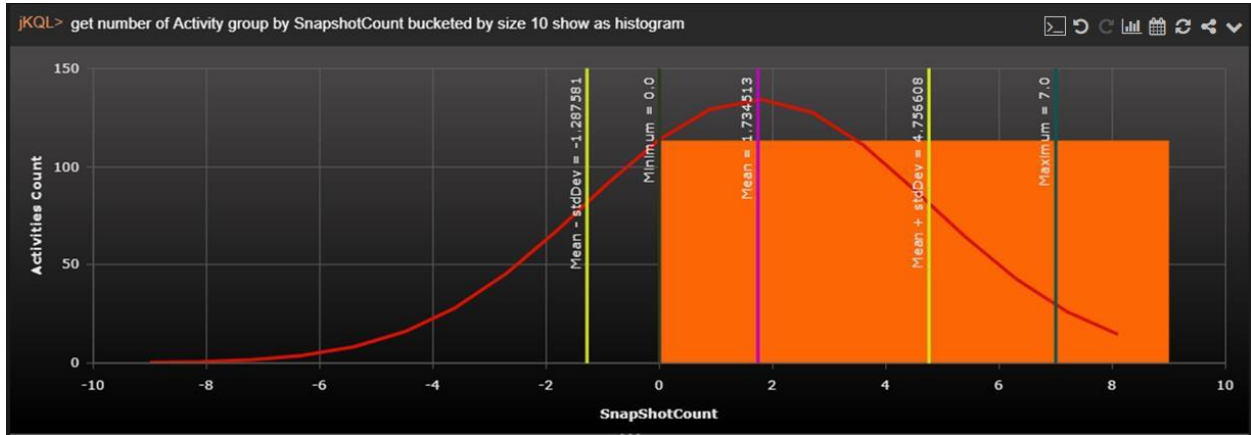 jKQL> get number of Activity group by SnapshotCount bucketed by size 10 show as histogram
150
100
50
0
Activities Count
Mean - stdDev = -1.287581
Minimum = 0.0
Mean = 1.734513
Mean + stdDev = 4.756608
Maximum = 7.0
-10 -8 -6 -4 -2 0 2 4 6 8 10
SnapShotCount